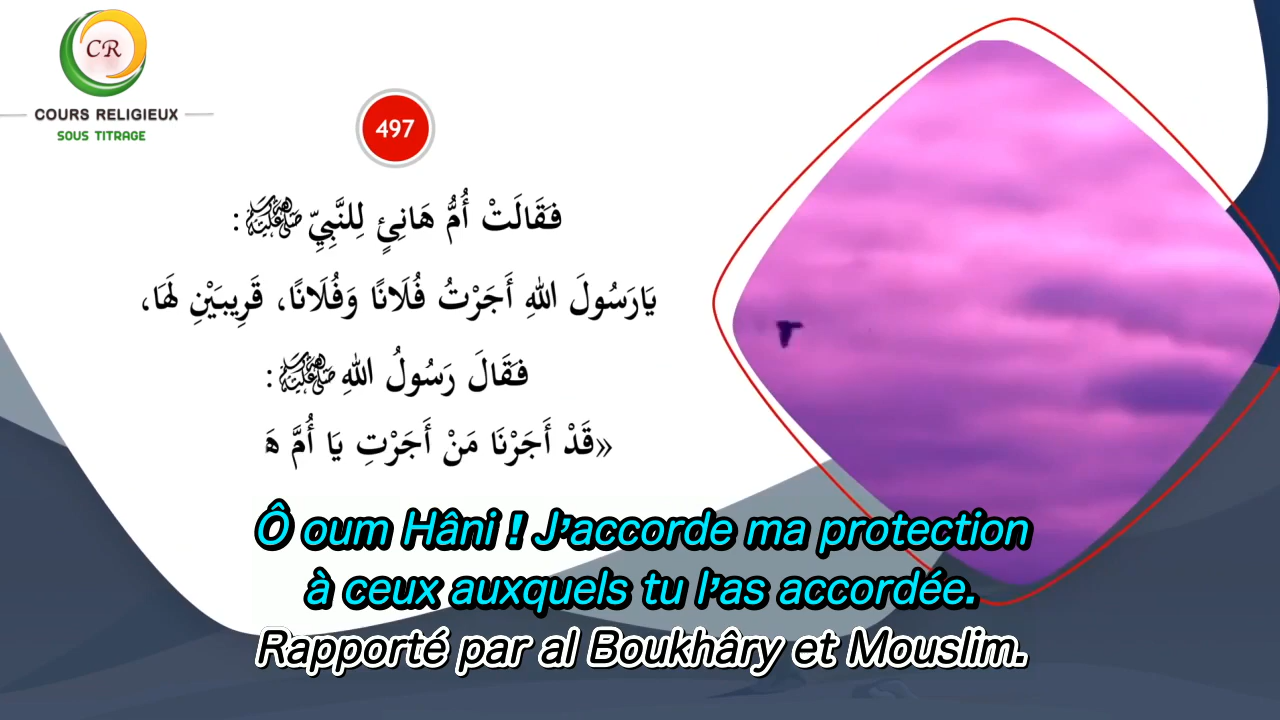 CR
COURS RELIGIEUX
SOUS TITRAGE
497
فَقَالَتْ أُمُّ هَانِئٍ لِلنَّبِيِّ ﷺ :
يَارَسُولَ اللهِ أَجَرْتُ فُلَانًا وَفُلَانًا، قَرِيبَيْنِ لَهَا،
فَقَالَ رَسُولُ اللهِ ﷺ :
«قَدْ أَجَرْنَا مَنْ أَجَرْتِ يَا أُمَّ هَ
Ô oum Hâni ! J'accorde ma protection
à ceux auxquels tu l'as accordée.
Rapporté par al Boukhâry et Mouslim.